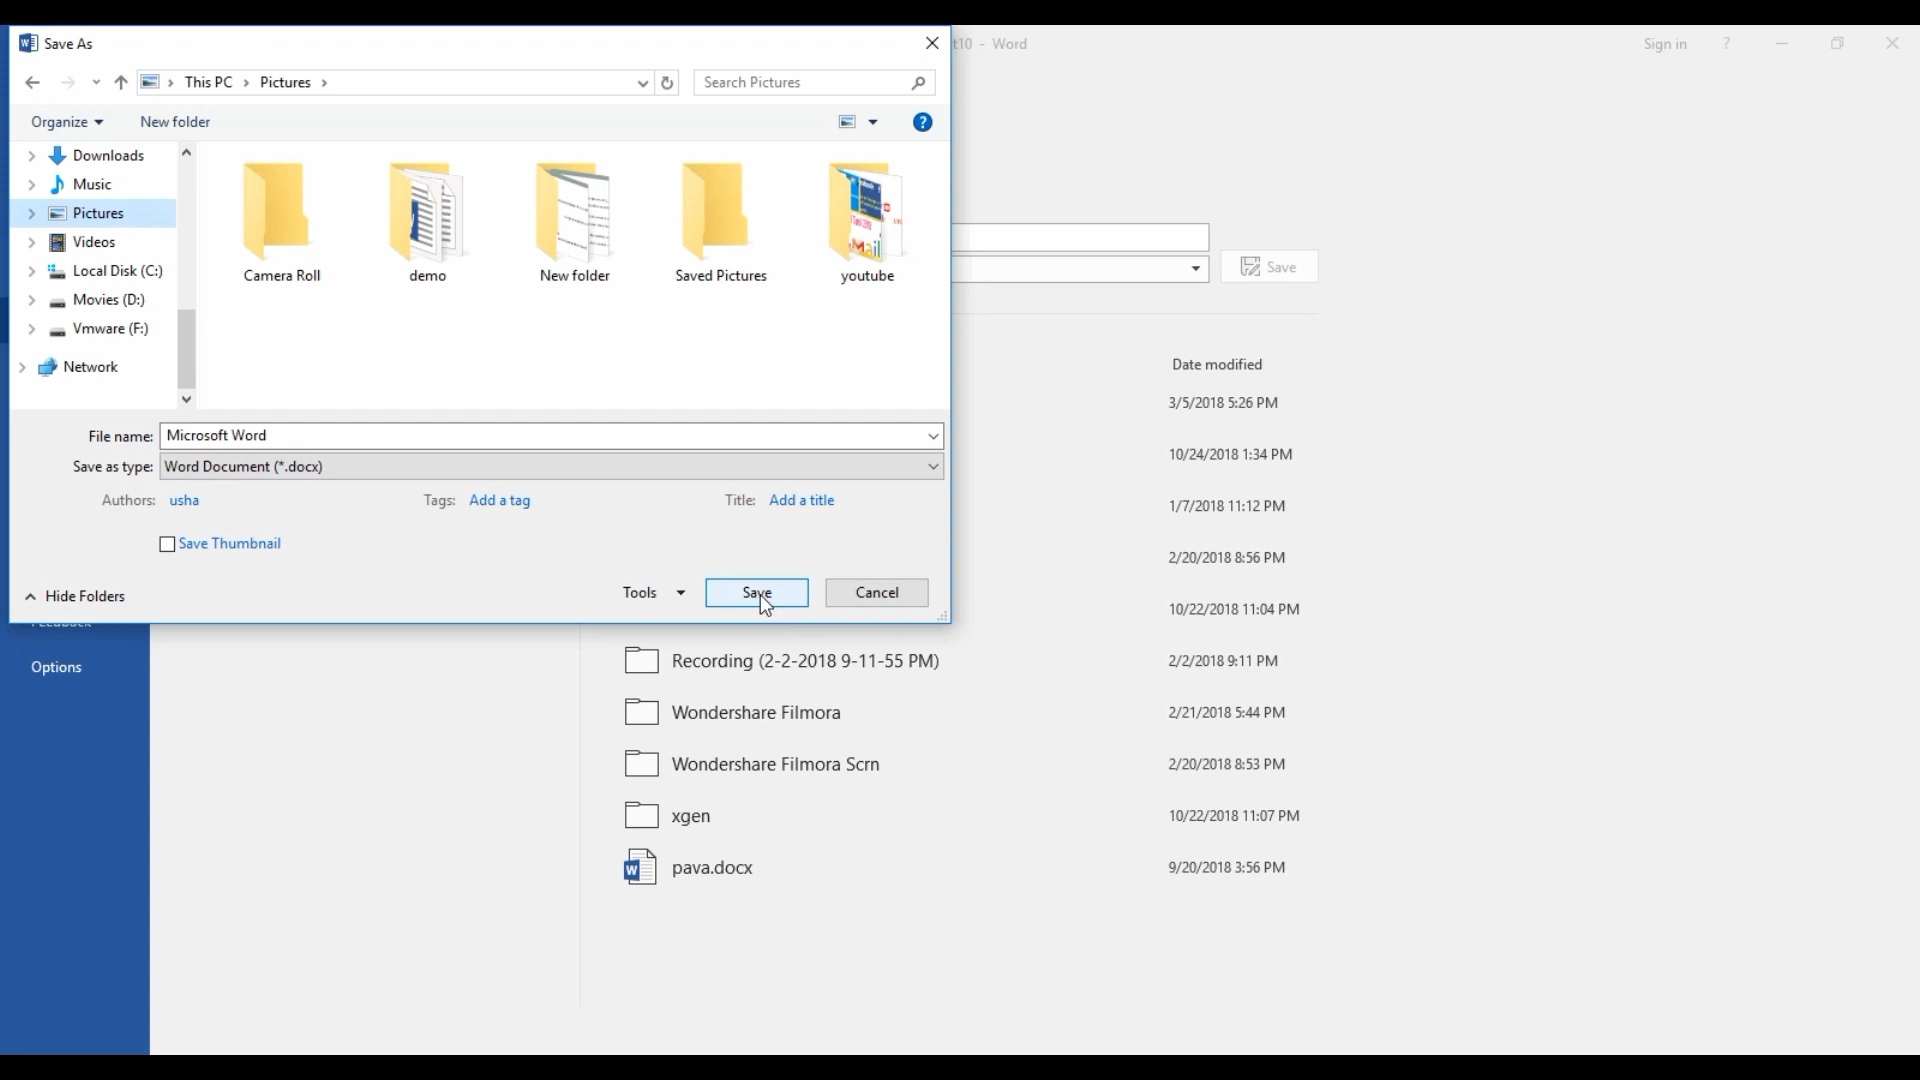 Save As
t10 - Word
Sign in
?
This PC
Pictures
Search Pictures
Organize
New folder
?
Downloads
Music
Pictures
Videos
Local Disk (C:)
Movies (D:)
Vmware (F:)
Network
Camera Roll
demo
New folder
Saved Pictures
youtube
Save
File name: Microsoft Word
Save as type: Word Document (*.docx)
Authors: usha
Tags: Add a tag
Title: Add a title
Save Thumbnail
Hide Folders
Tools
Save
Cancel
Options
Date modified
3/5/2018 5:26 PM
10/24/2018 1:34 PM
1/7/2018 11:12 PM
2/20/2018 8:56 PM
10/22/2018 11:04 PM
Recording (2-2-2018 9-11-55 PM) 2/2/2018 9:11 PM
Wondershare Filmora 2/21/2018 5:44 PM
Wondershare Filmora Scrn 2/20/2018 8:53 PM
xgen 10/22/2018 11:07 PM
pava.docx 9/20/2018 3:56 PM